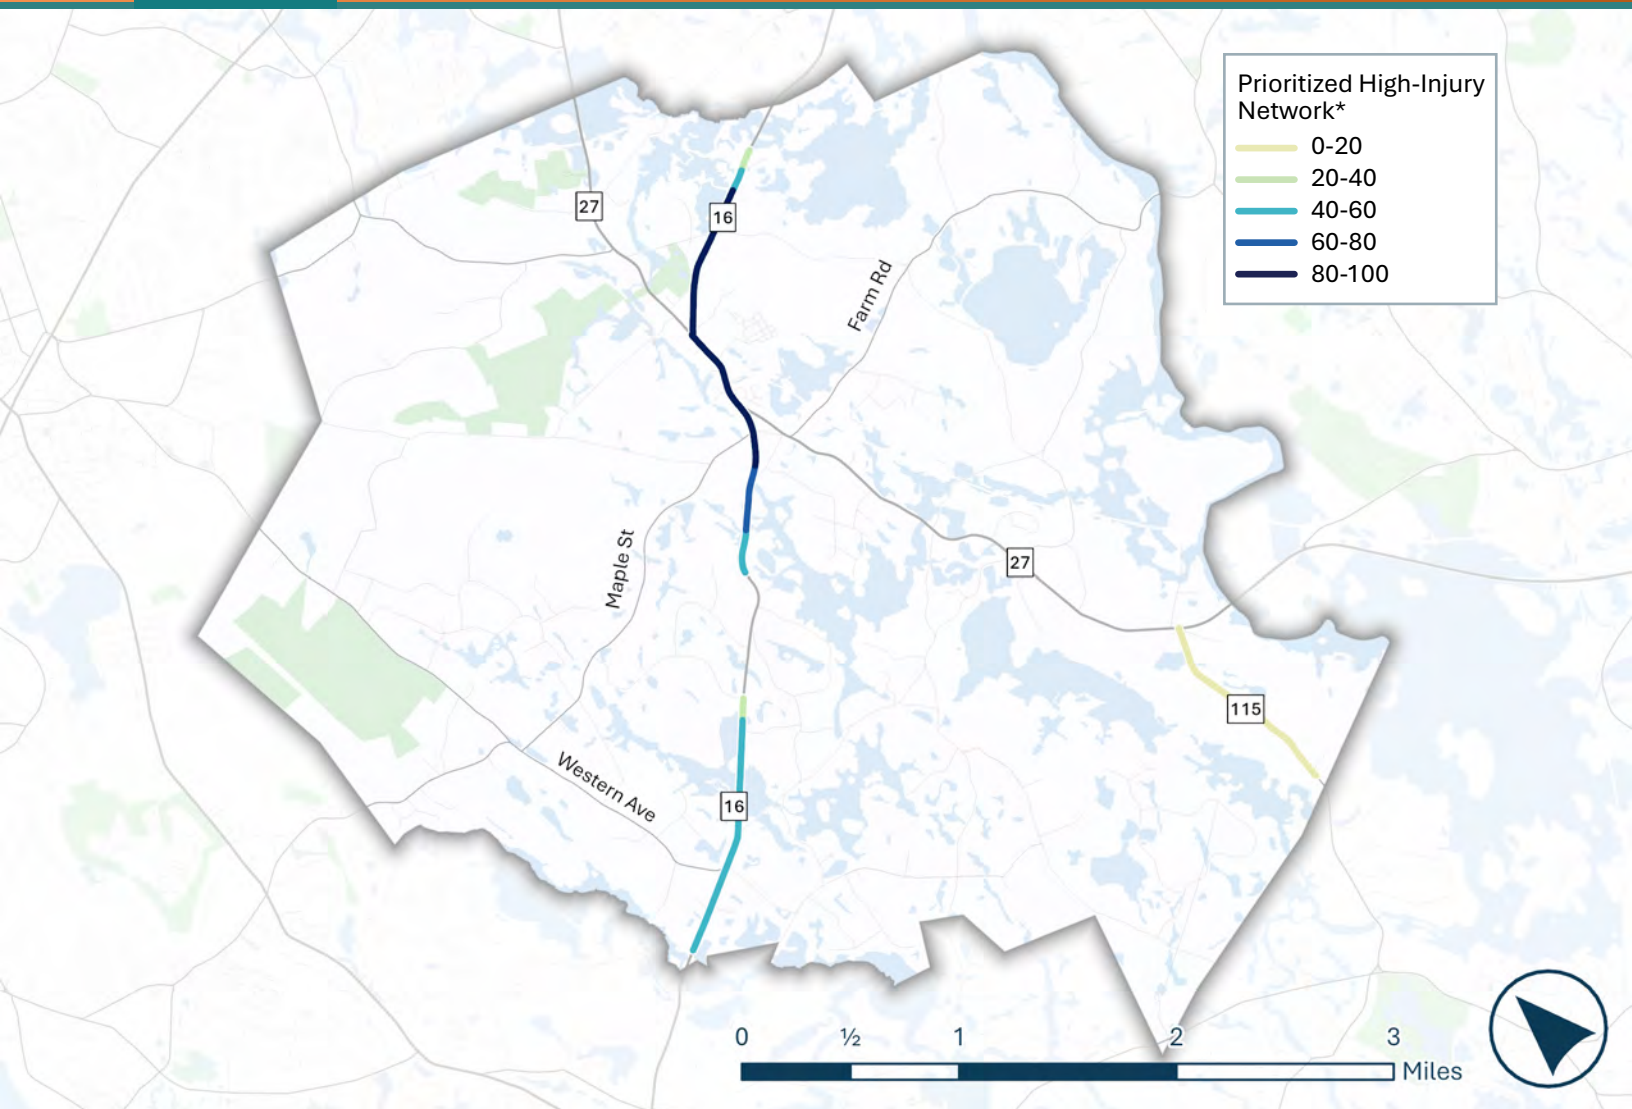 Prioritized High-Injury
Network*
0-20
20-40
40-60
60-80
80-100
27
16
Farm Rd
Maple St
27
115
Western Ave
16
0 ½ 1 2 3
Miles